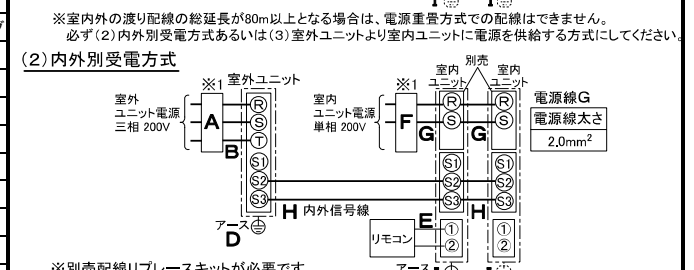 ※室内外の渡り配線の総延長が80m以上となる場合は、電源重畳方式での配線はできません。
必ず(2)内外別受電方式あるいは(3)室外ユニットより室内ユニットに電源を供給する方式にしてください。
(2)内外別受電方式
※1 室外ユニット
室外
ユニット電源
三相 200V
A
B
R
S
T
S1
S2
S3
アース
D
H 内外信号線
別売
※1
室内
ユニット
室内
ユニット
室内
ユニット電源
単相 200V
F
G
G
R
S
R
S
S1
S2
S3
S1
S2
S3
H
E
リモコン
①
②
①
②
アース
電源線G
電源線太さ
2.0mm²
※別売配線リプレースキットが必要です